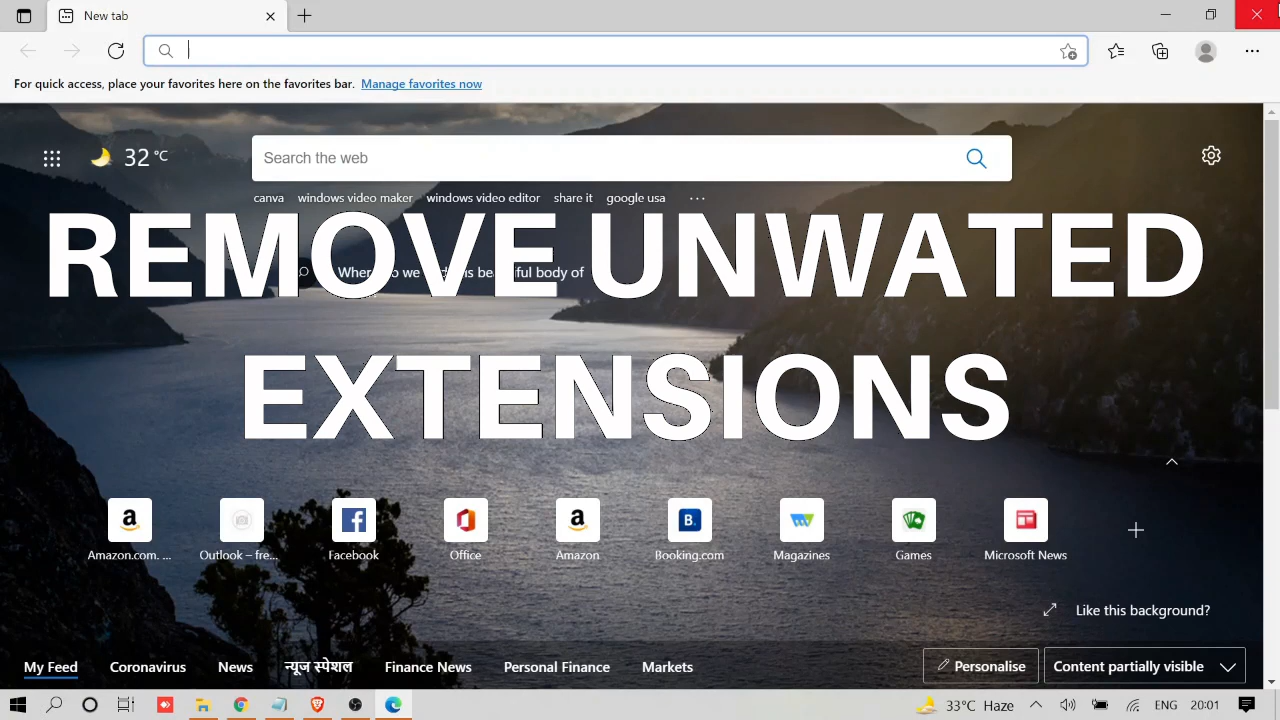 New tab
For quick access, place your favorites here on the favorites bar. Manage favorites now
32 °C
Search the web
canva windows video maker windows video editor share it google usa ...
REMOVE UNWATED
beautiful body of
EXTENSIONS
Amazon.com. ... Outlook – fre... Facebook Office Amazon Booking.com Magazines Games Microsoft News
Like this background?
My Feed Coronavirus News न्यूज स्पेशल Finance News Personal Finance Markets Personalise Content partially visible
33°C Haze ENG 20:01